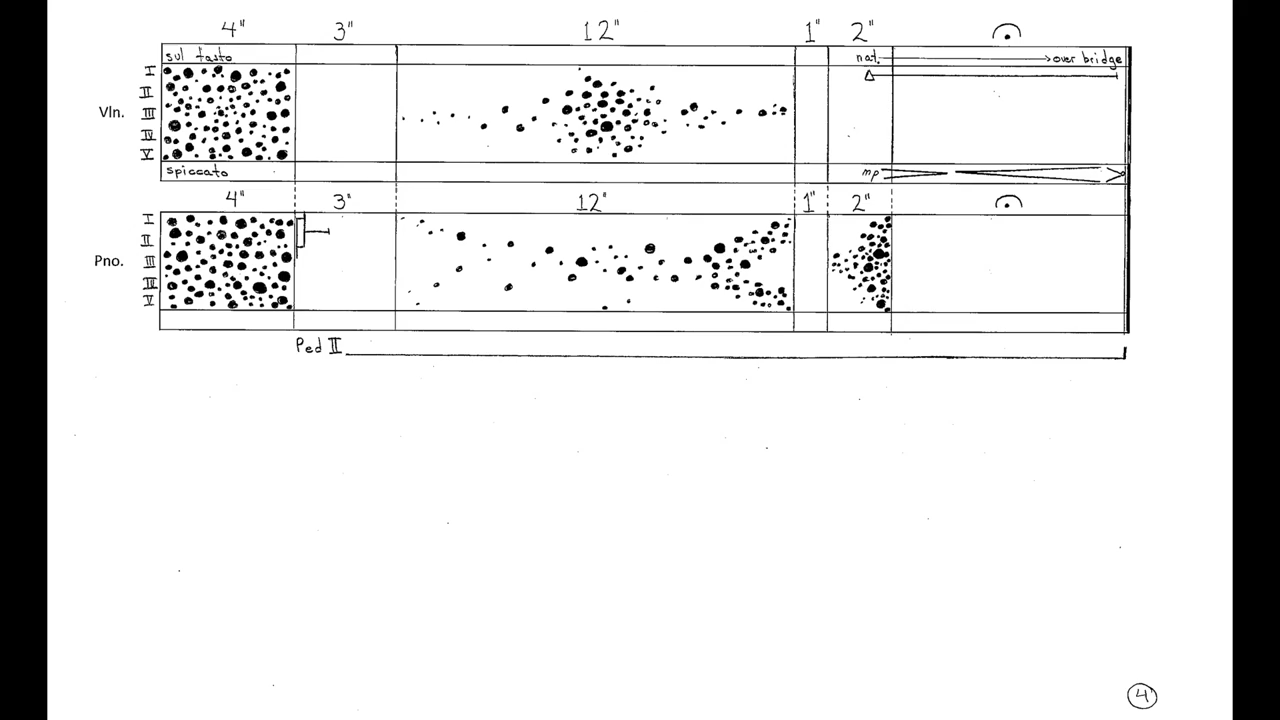 4" 3" 12" 1" 2"
sul tasto nat. over bridge
I
II
Vln. III
IV
V
spiccato mp
4" 3" 12" 1" 2"
I
II
Pno. III
IV
V
Ped II
4